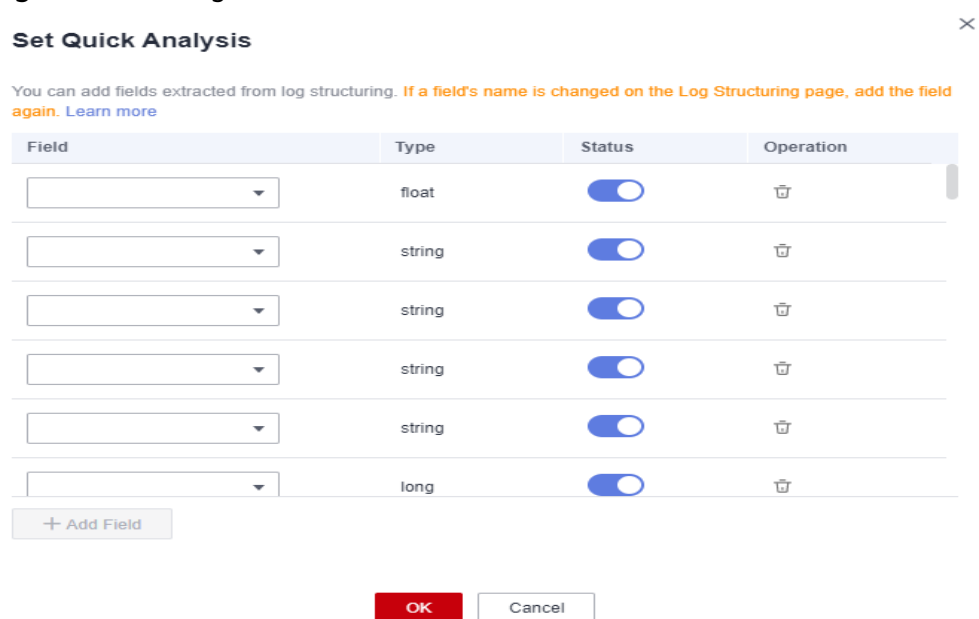 Set Quick Analysis
You can add fields extracted from log structuring. If a field's name is changed on the Log Structuring page, add the field
again. Learn more
Field Type Status Operation
float
string
string
string
string
long
+ Add Field
OK Cancel